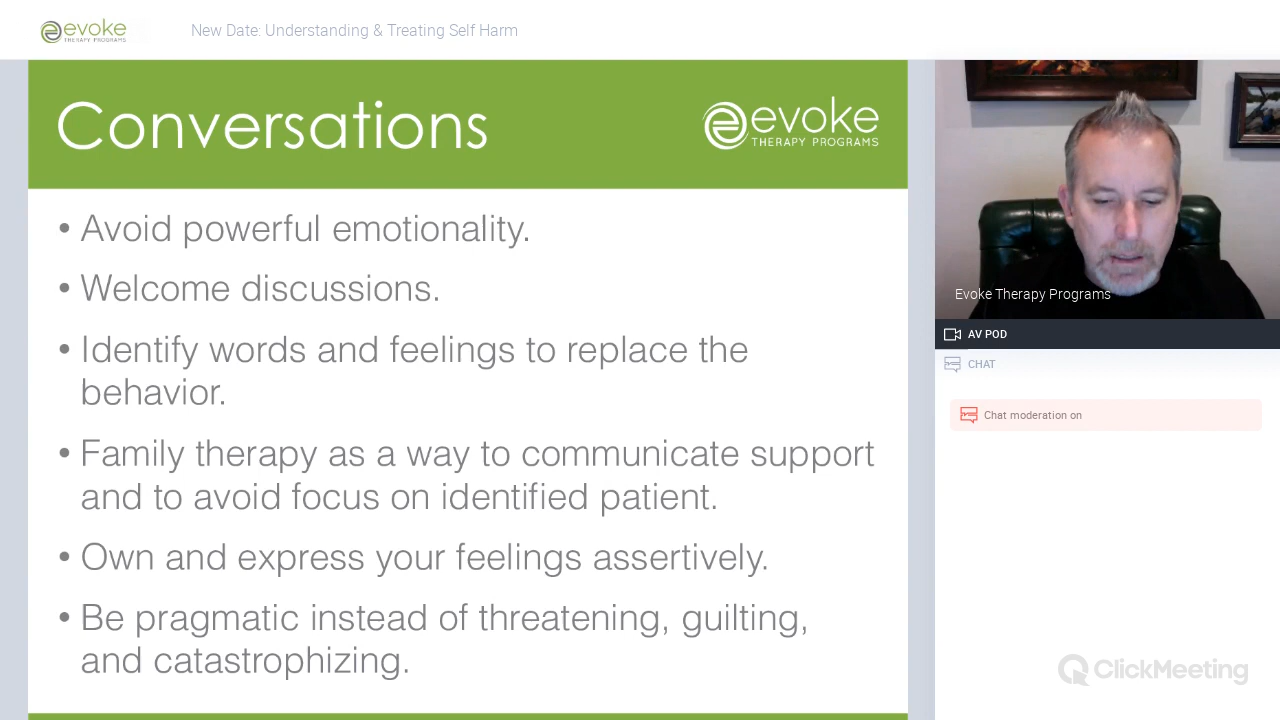 evoke
THERAPY PROGRAMS
New Date: Understanding & Treating Self Harm
Conversations
evoke
THERAPY PROGRAMS
• Avoid powerful emotionality.
• Welcome discussions.
• Identify words and feelings to replace the
behavior.
• Family therapy as a way to communicate support
and to avoid focus on identified patient.
• Own and express your feelings assertively.
• Be pragmatic instead of threatening, guilting,
and catastrophizing.
Evoke Therapy Programs
AV POD
CHAT
Chat moderation on
ClickMeeting